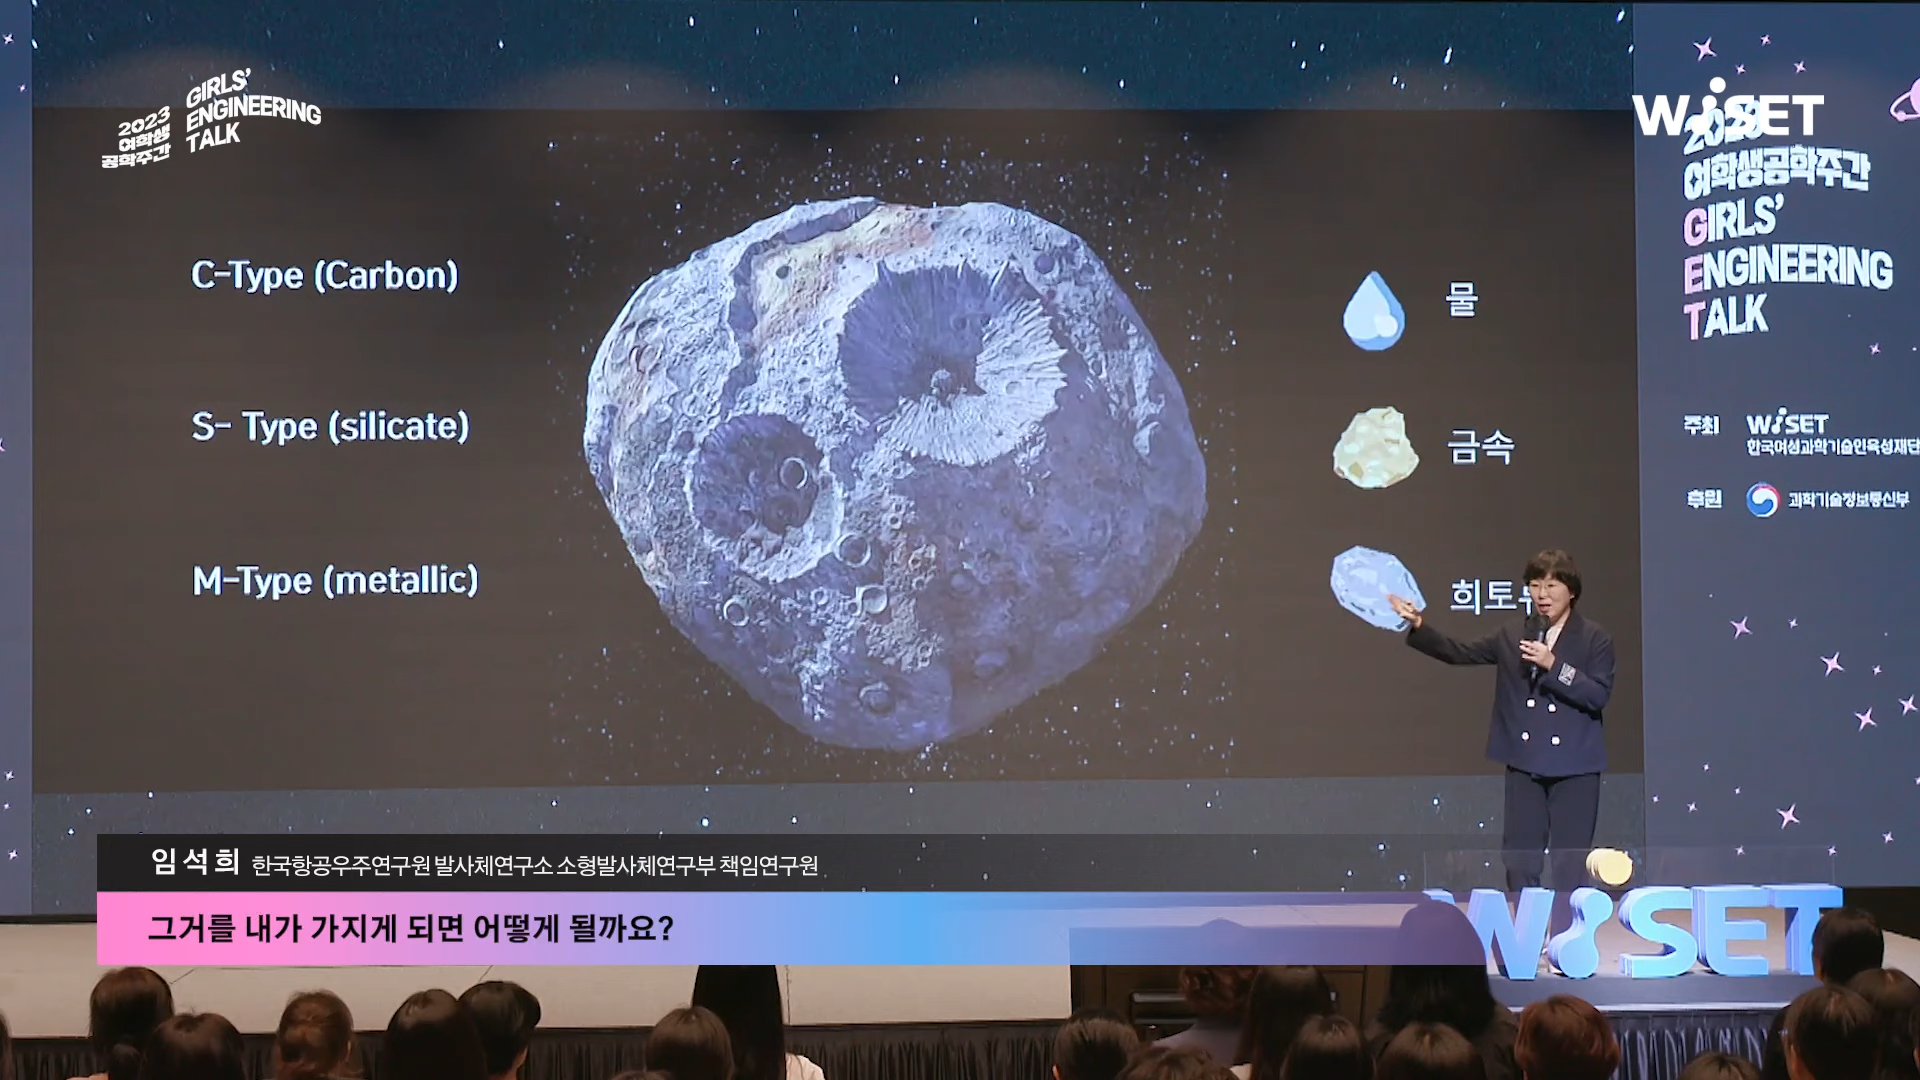 2023
여학생
공학주간
GIRLS'
ENGINEERING
TALK
C-Type (Carbon)
S- Type (silicate)
M-Type (metallic)
물
금속
희토
WISET
2023
여학생공학주간
GIRLS'
ENGINEERING
TALK
주최 WISET
한국여성과학기술인육성재단
후원 과학기술정보통신부
임석희 한국항공우주연구원 발사체연구소 소형발사체연구부 책임연구원
그거를 내가 가지게 되면 어떻게 될까요?
WISET